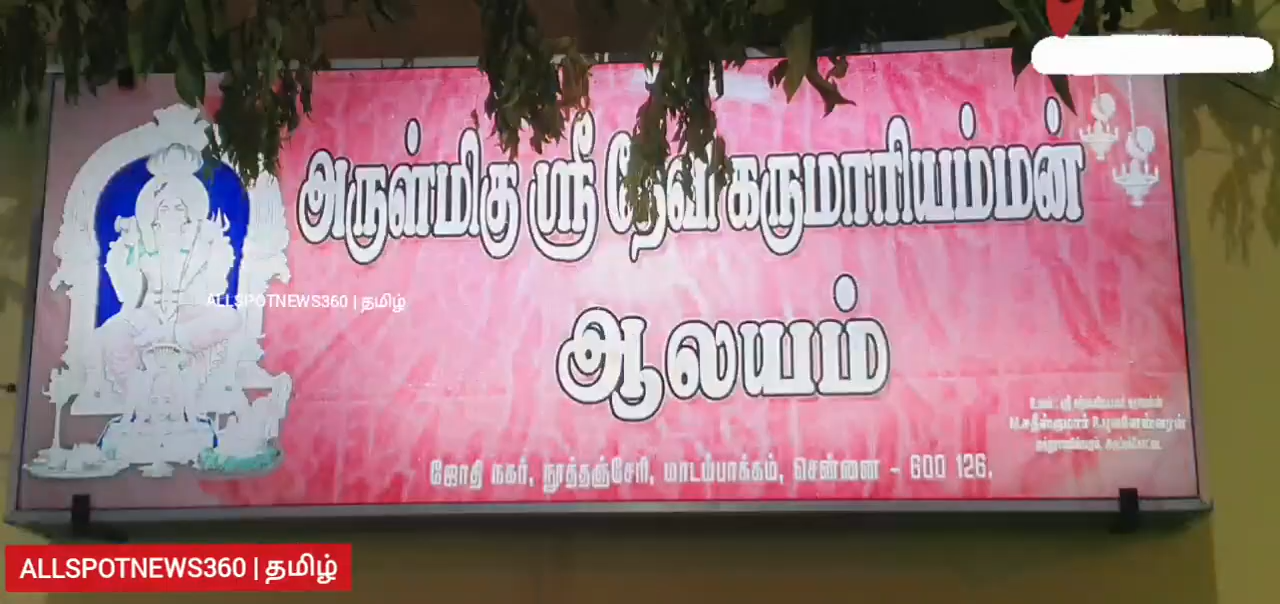 அருள்மிகு ஸ்ரீ தேவி கருமாரியம்மன்
ஆலயம்
ALLSPOTNEWS360 | தமிழ்
ஜோதி நகர், நூத்தஞ்சேரி, மாடம்பாக்கம், சென்னை - 600 126.
ALLSPOTNEWS360 | தமிழ்